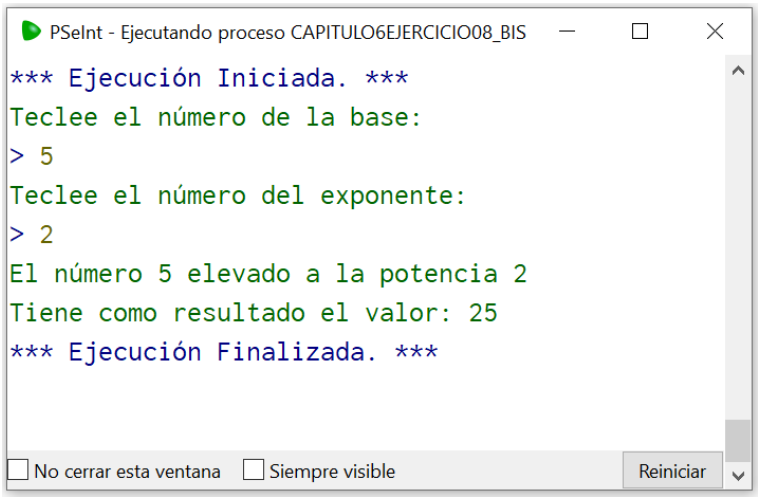 PSeInt - Ejecutando proceso CAPITULO6EJERCICIO08_BIS
*** Ejecución Iniciada. ***
Teclee el número de la base:
> 5
Teclee el número del exponente:
> 2
El número 5 elevado a la potencia 2
Tiene como resultado el valor: 25
*** Ejecución Finalizada. ***
No cerrar esta ventana Siempre visible Reiniciar